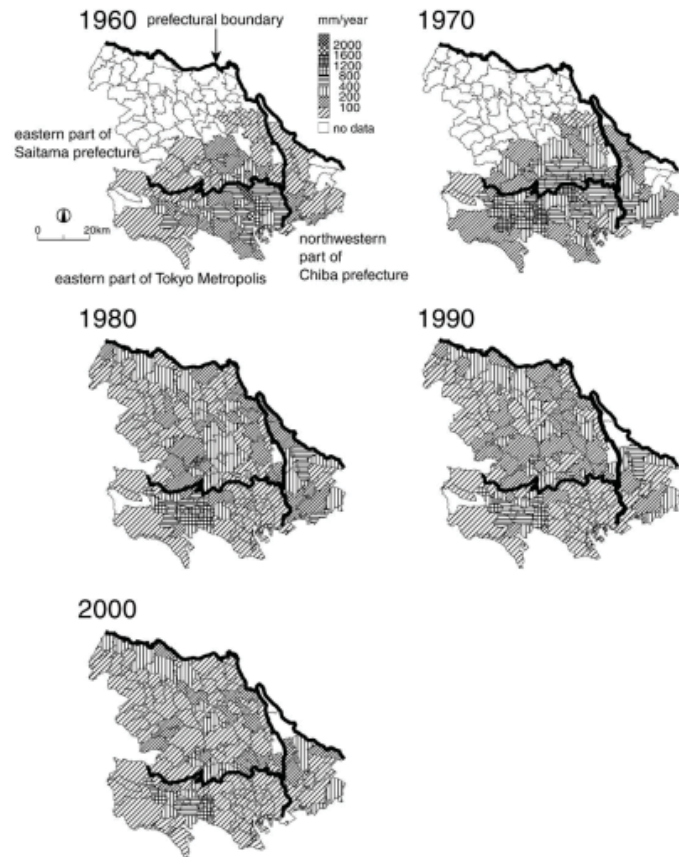 1960
prefectural boundary
mm/year
2000
1600
1200
800
400
200
100
no data
eastern part of
Saitama prefecture
0 20km
eastern part of Tokyo Metropolis
northwestern
part of
Chiba prefecture
1970
1980
1990
2000